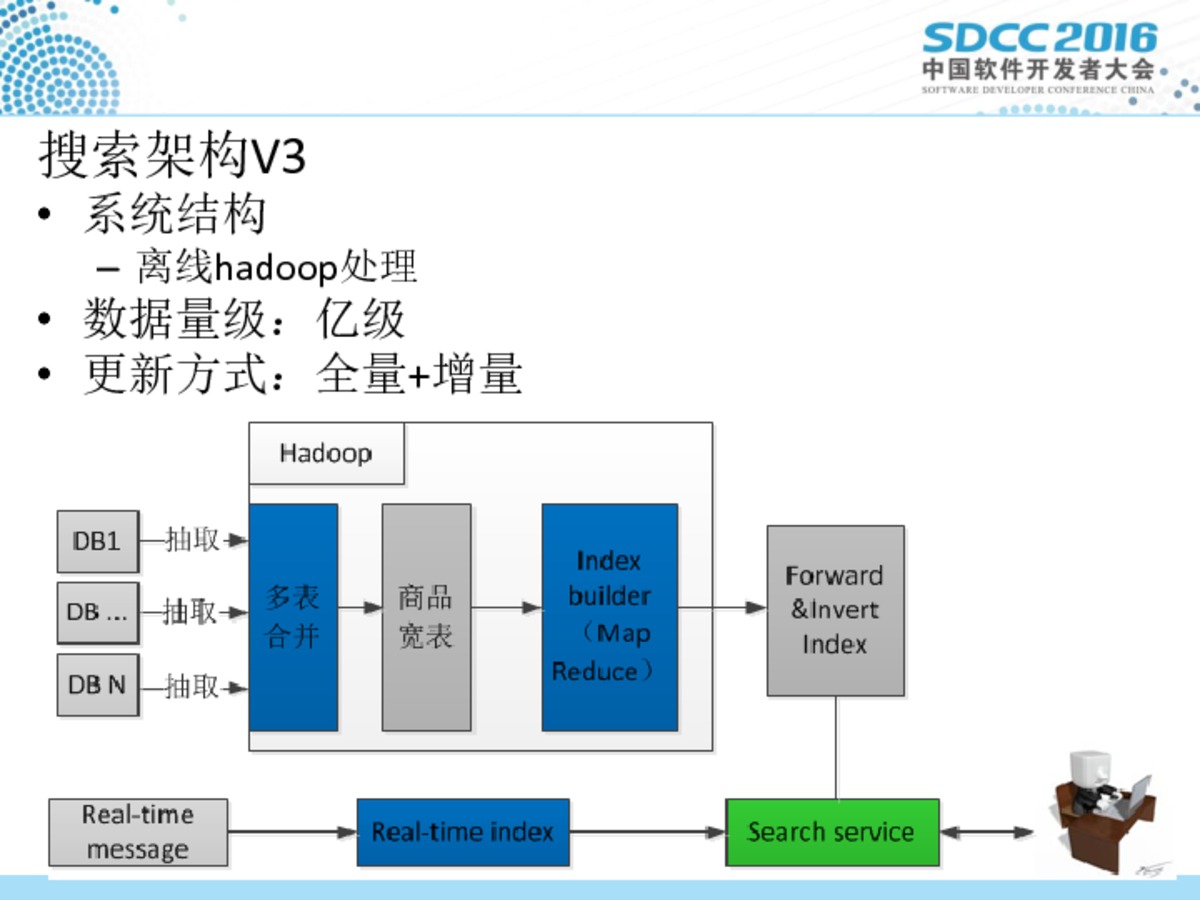 SDCC 2016
中国软件开发者大会
SOFTWARE DEVELOPER CONFERENCE CHINA
搜索架构V3
• 系统结构
– 离线hadoop处理
• 数据量级：亿级
• 更新方式：全量+增量
Hadoop
DB1
抽取
DB ...
抽取
DB N
抽取
多表
合并
商品
宽表
Index
builder
（Map
Reduce）
Forward
&Invert
Index
Real-time
message
Real-time index
Search service